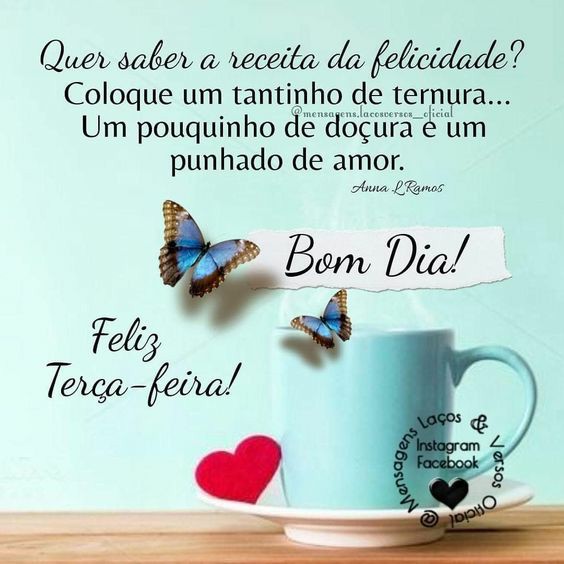 Quer saber a receita da felicidade?
Coloque um tantinho de ternura...
@mensagens.lacosversos_oficial
Um pouquinho de doçura e um
punhado de amor.
Anna L Ramos
Bom Dia!
Feliz
Terça-feira!
@ Mensagens Laços & Versos Oficial
Instagram
Facebook